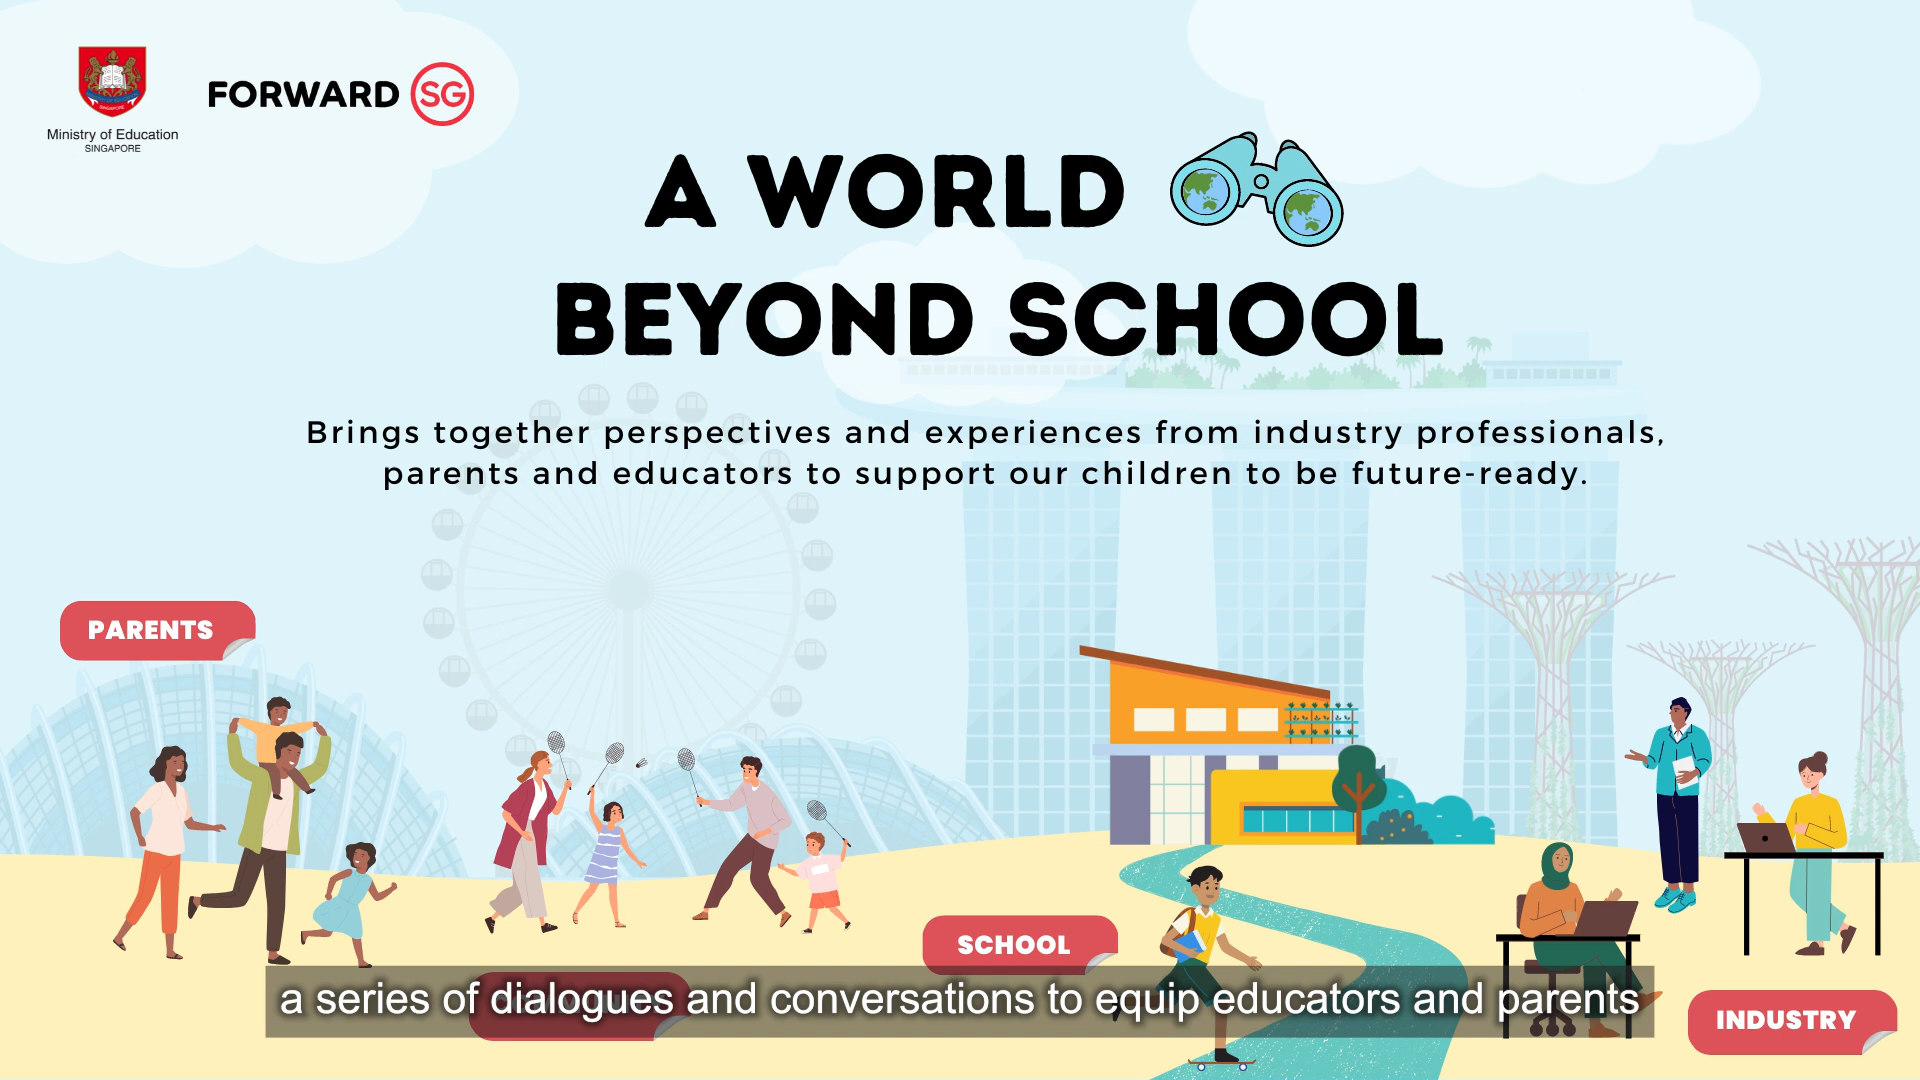 Ministry of Education
SINGAPORE
FORWARD SG
A WORLD
BEYOND SCHOOL
Brings together perspectives and experiences from industry professionals,
parents and educators to support our children to be future-ready.
PARENTS
SCHOOL
a series of dialogues and conversations to equip educators and parents
INDUSTRY